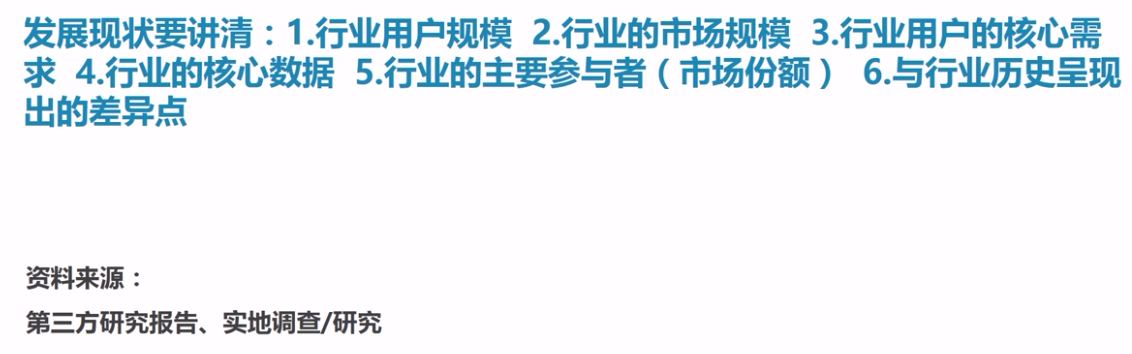 发展现状要讲清：1.行业用户规模  2.行业的市场规模  3.行业用户的核心需
求  4.行业的核心数据  5.行业的主要参与者（市场份额）  6.与行业历史呈现
出的差异点
资料来源：
第三方研究报告、实地调查/研究